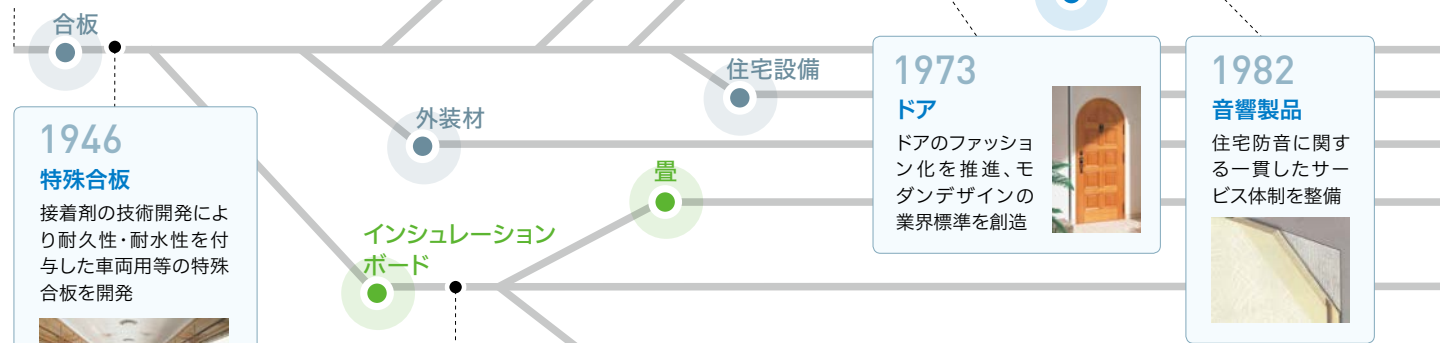 合板
住宅設備
外装材
畳
インシュレーション
ボード
1946
特殊合板
接着剤の技術開発によ
り耐久性・耐水性を付
与した車両用等の特殊
合板を開発
1973
ドア
ドアのファッショ
ン化を推進、モ
ダンデザインの
業界標準を創造
1982
音響製品
住宅防音に関す
る一貫したサー
ビス体制を整備